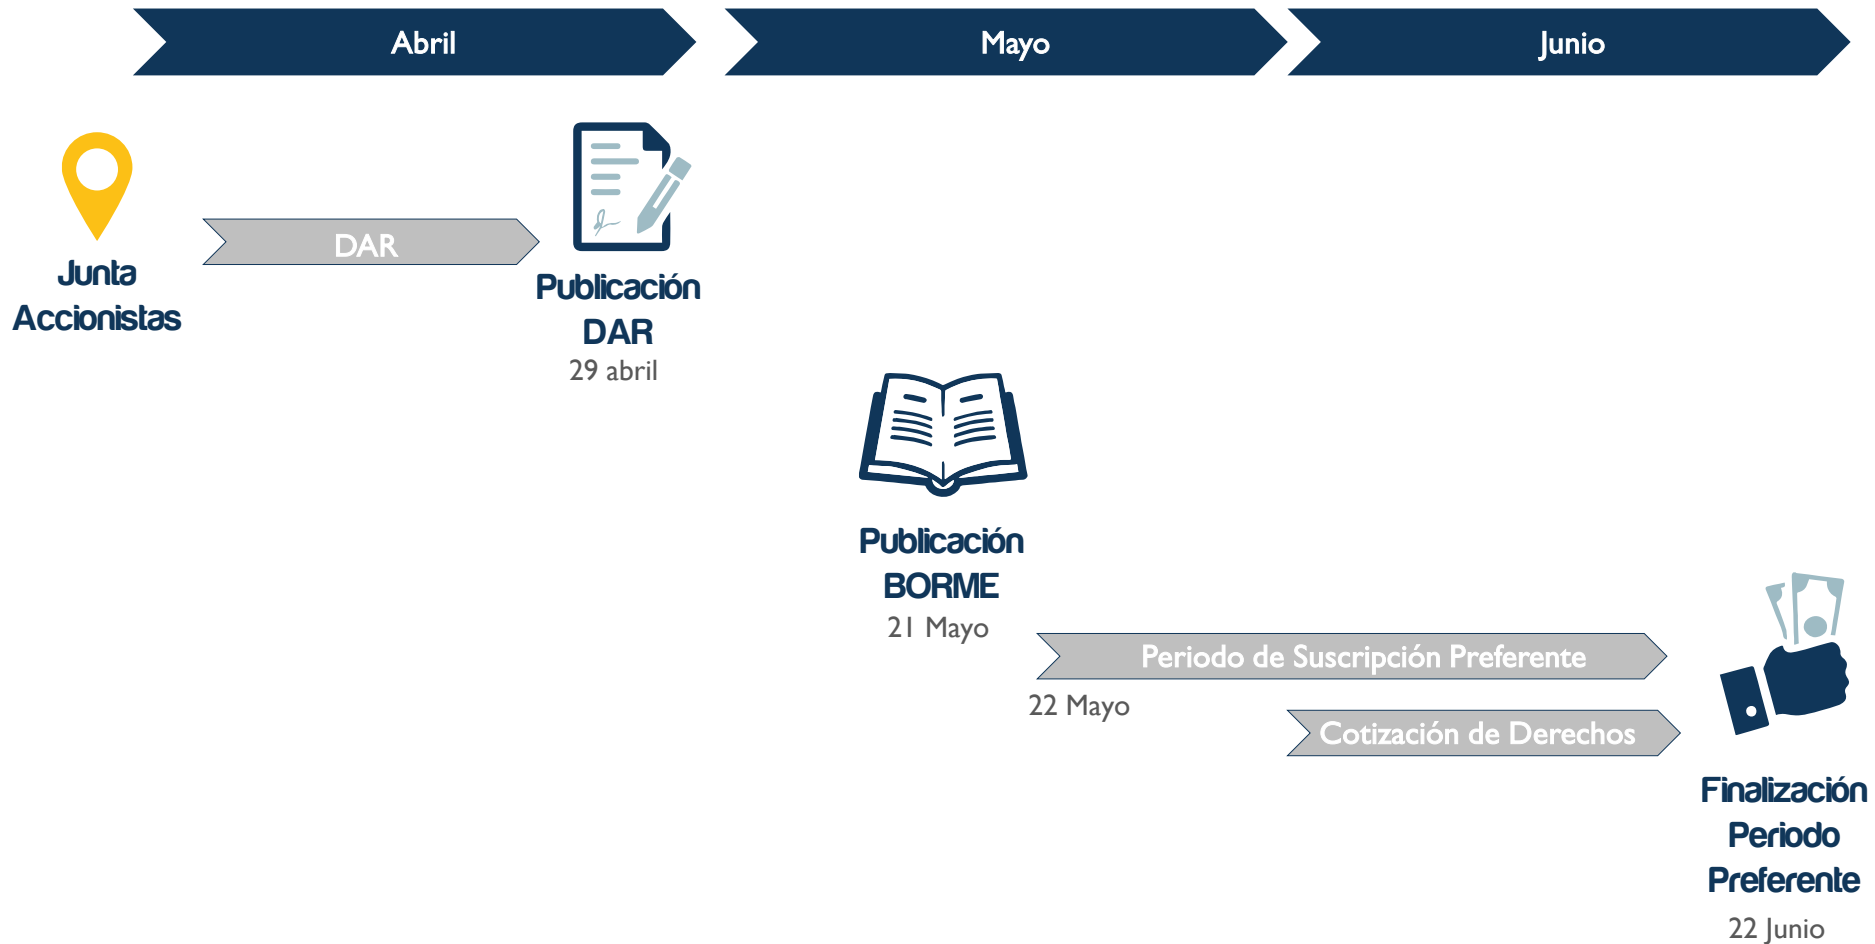 Abril
Mayo
Junio
Junta
Accionistas
DAR
Publicación
DAR
29 abril
Publicación
BORME
21 Mayo
Periodo de Suscripción Preferente
22 Mayo
Cotización de Derechos
Finalización
Periodo
Preferente
22 Junio